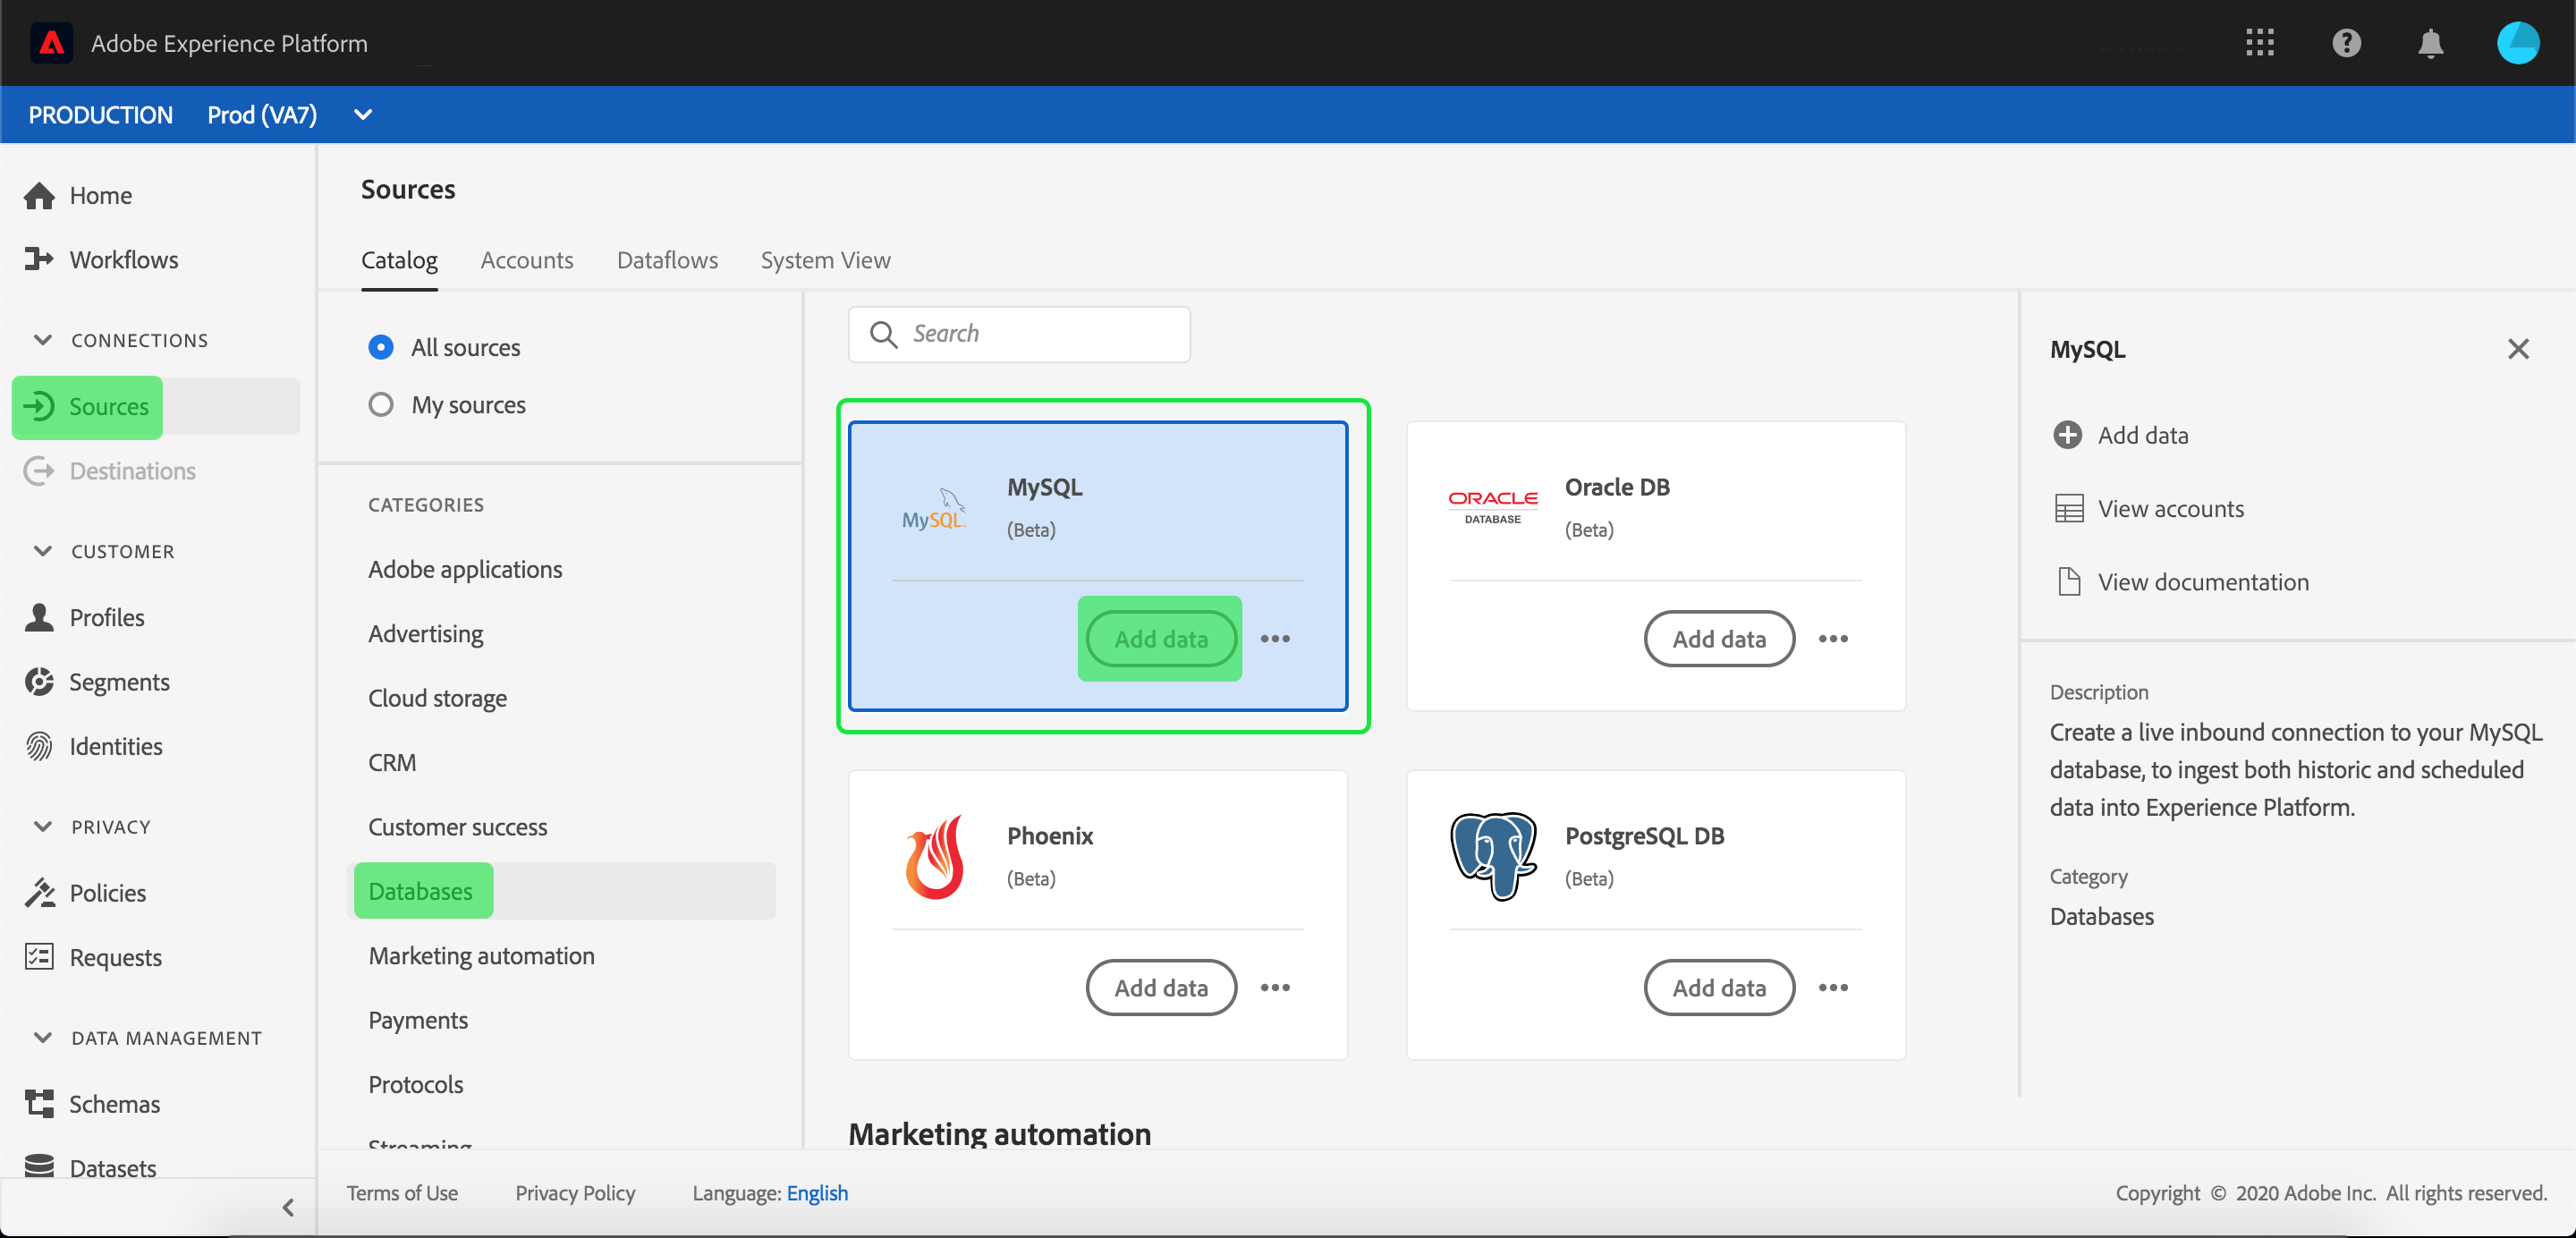 Adobe Experience Platform
PRODUCTION Prod (VA7)
Home
Workflows
CONNECTIONS
Sources
Destinations
CUSTOMER
Profiles
Segments
Identities
PRIVACY
Policies
Requests
DATA MANAGEMENT
Schemas
Datasets
Sources
Catalog Accounts Dataflows System View
All sources
My sources
CATEGORIES
Adobe applications
Advertising
Cloud storage
CRM
Customer success
Databases
Marketing automation
Payments
Protocols
Streaming
Search
MySQL
MySQL
(Beta)
Add data
ORACLE
DATABASE
Oracle DB
(Beta)
Add data
Phoenix
(Beta)
Add data
PostgreSQL DB
(Beta)
Add data
Marketing automation
MySQL
Add data
View accounts
View documentation
Description
Create a live inbound connection to your MySQL
database, to ingest both historic and scheduled
data into Experience Platform.
Category
Databases
Terms of Use Privacy Policy Language: English
Copyright © 2020 Adobe Inc. All rights reserved.